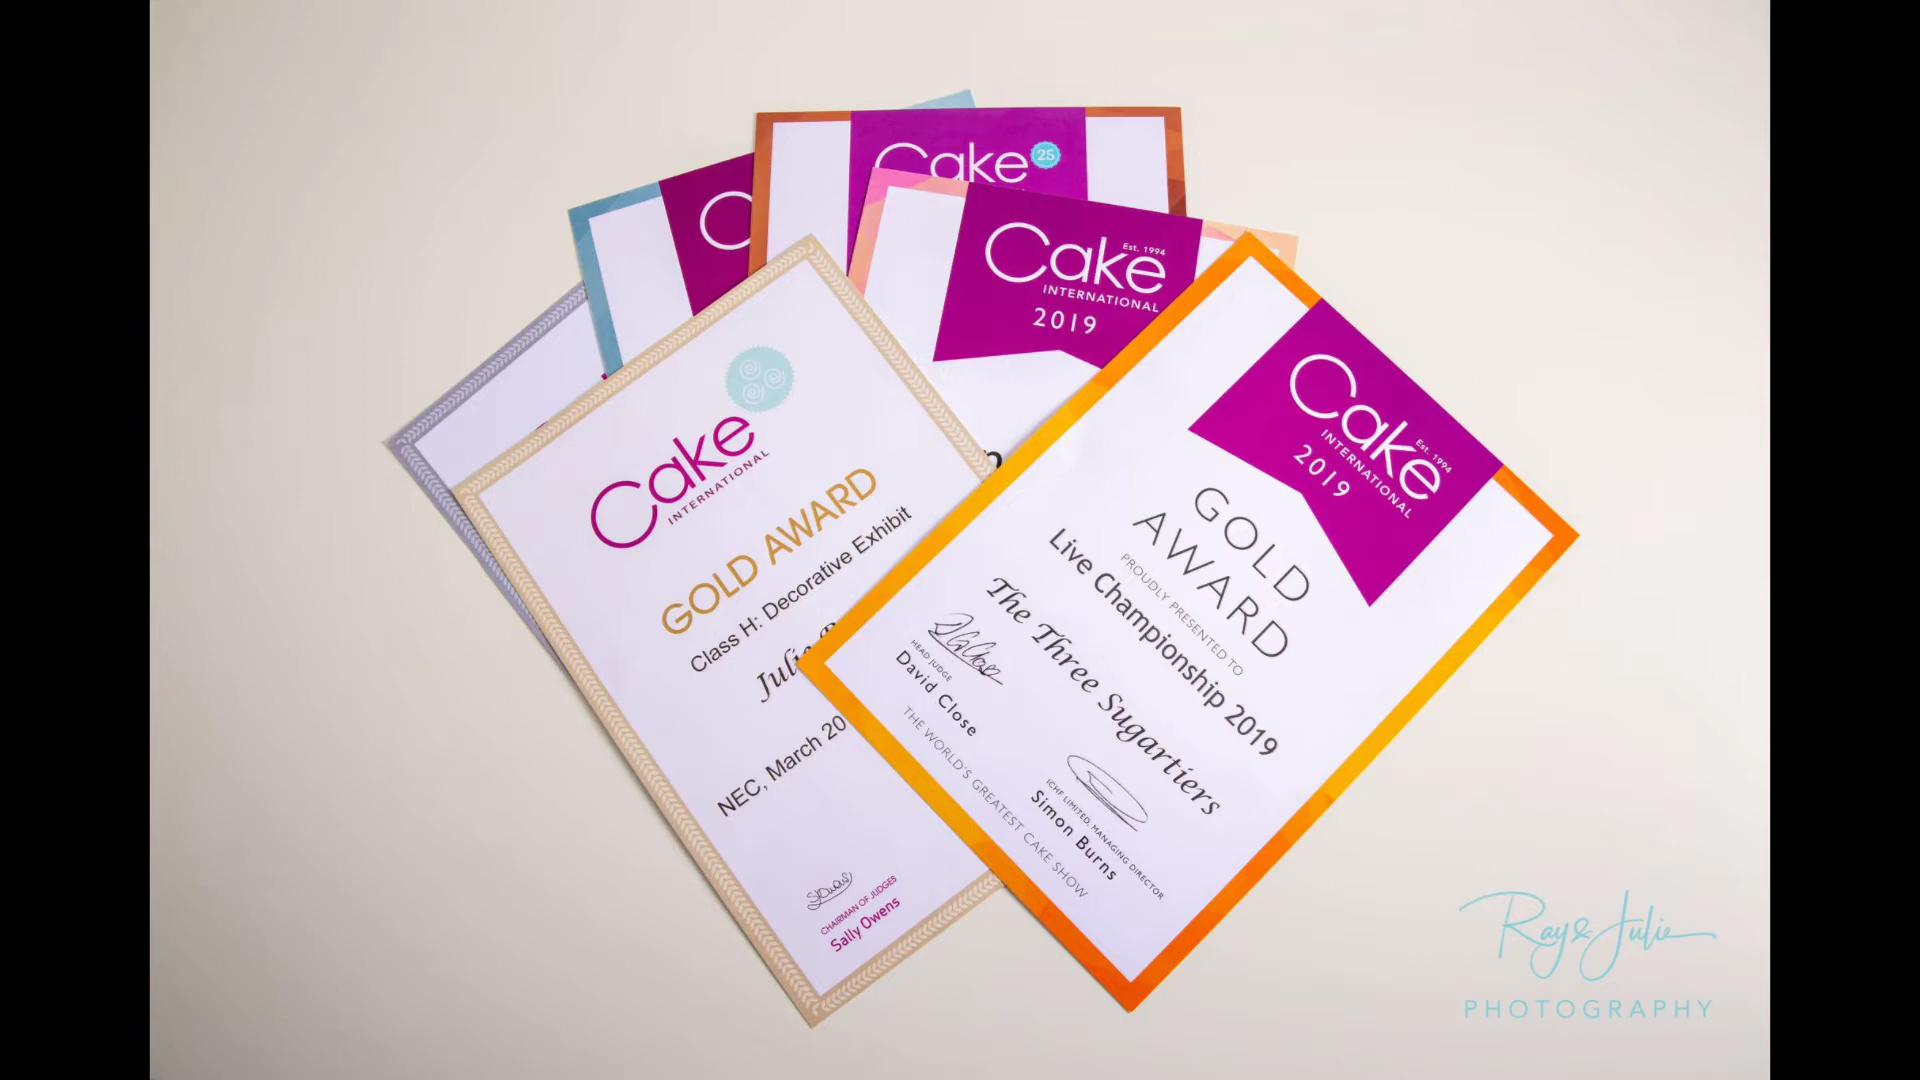 Cake 25
Cake
Est. 1994
INTERNATIONAL
2019
Cake
INTERNATIONAL
GOLD AWARD
Class H: Decorative Exhibit
NEC, March 20
CHAIRMAN OF JUDGES
Sally Owens
Cake
Est. 1994
INTERNATIONAL
2019
GOLD
AWARD
PROUDLY PRESENTED TO
Live Championship 2019
The Three Sugartiers
HEAD JUDGE
David Close
ICHF LIMITED, MANAGING DIRECTOR
Simon Burns
THE WORLD'S GREATEST CAKE SHOW
Ray & Julie
PHOTOGRAPHY